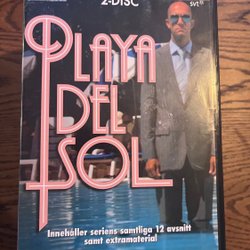 2-DISC
svt
PLAYA
DEL
SOL
Innehåller seriens samtliga 12 avsnitt
samt extramaterial